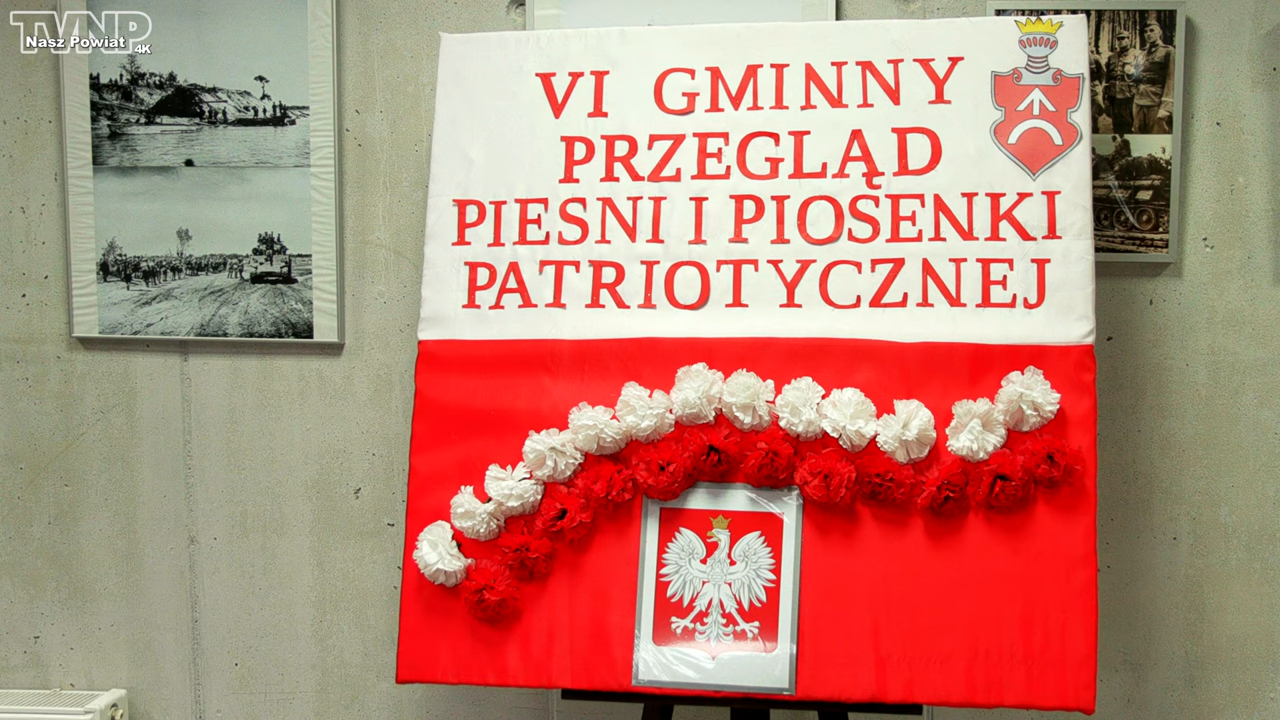 TVNP
Nasz Powiat
4K
VI GMINNY
PRZEGLĄD
PIESNI I PIOSENKI
PATRIOTYCZNEJ